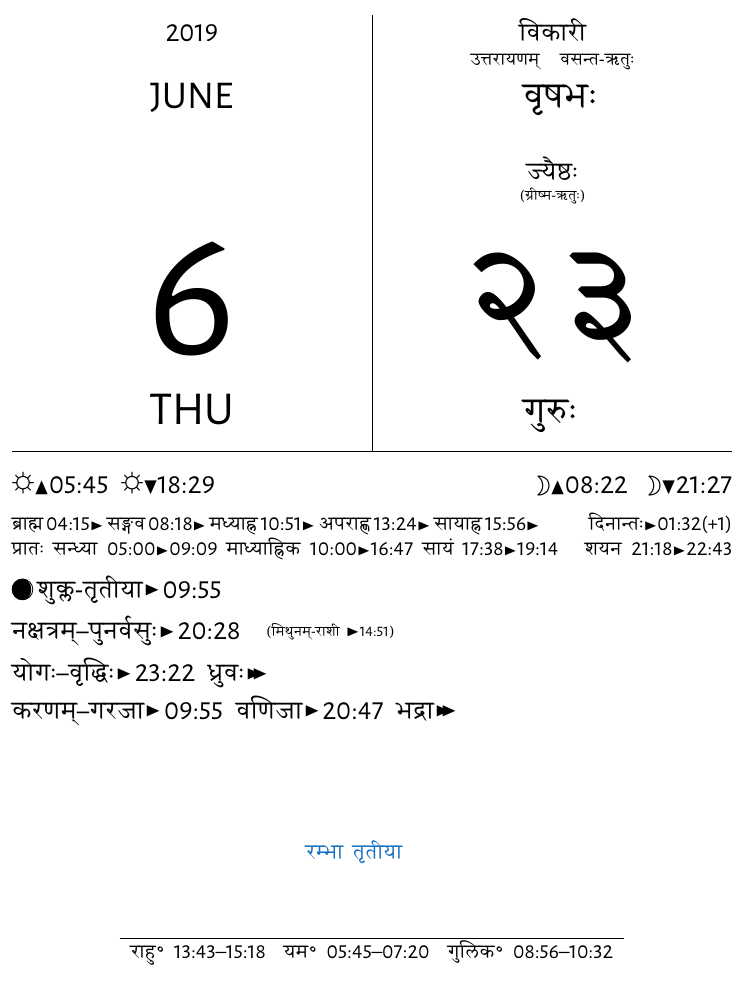 2019
JUNE
6
THU
विकारी
उत्तरायणम् वसन्त-ऋतुः
वृषभः
ज्यैष्ठः
(ग्रीष्म-ऋतुः)
२३
गुरुः
☼▲05:45 ☼▼18:29 ☽▲08:22 ☽▼21:27
ब्राह्म 04:15► सङ्गव 08:18► मध्याह्न 10:51► अपराह्ण 13:24► सायाह्न 15:56► दिनान्तः►01:32(+1)
प्रातः सन्ध्या 05:00►09:09 माध्याह्निक 10:00►16:47 सायं 17:38►19:14 शयन 21:18►22:43
शुक्ल-तृतीया► 09:55
नक्षत्रम्–पुनर्वसुः► 20:28 (मिथुनम्-राशी ►14:51)
योगः–वृद्धिः► 23:22 ध्रुवः►►
करणम्–गरजा► 09:55 वणिजा► 20:47 भद्रा►►
रम्भा तृतीया
राहु॰ 13:43–15:18 यम॰ 05:45–07:20 गुलिक॰ 08:56–10:32